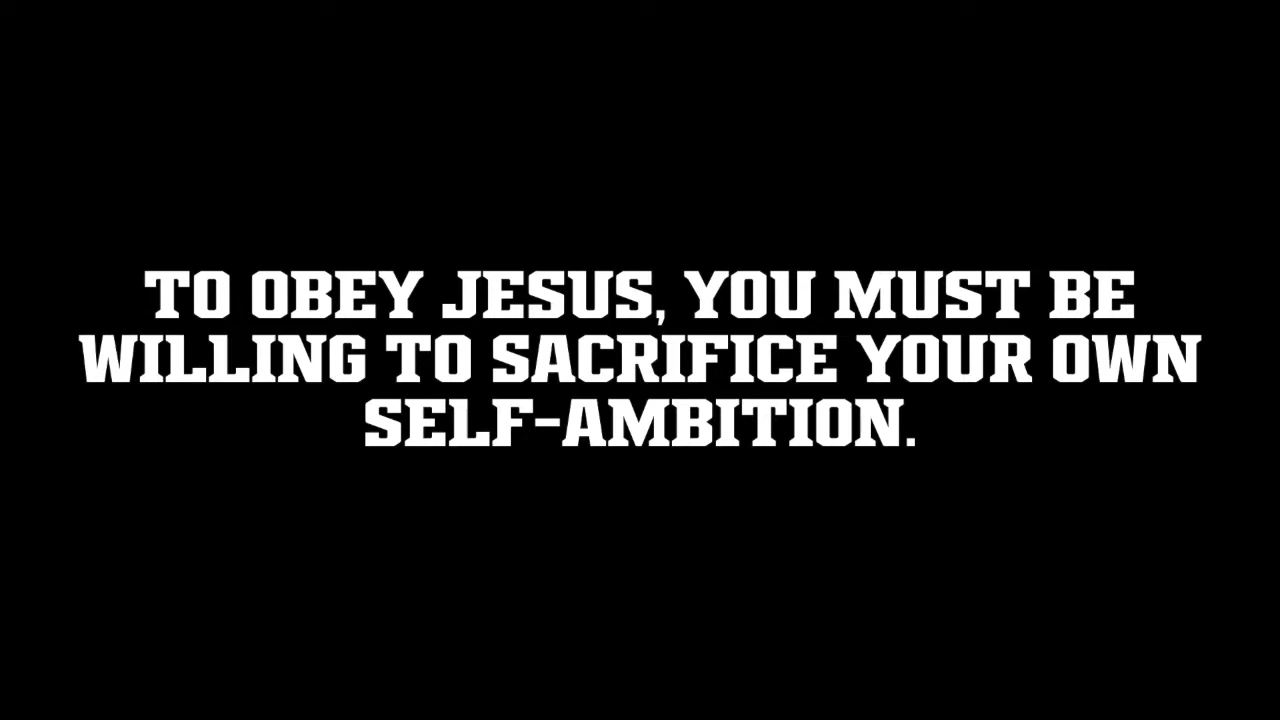 TO OBEY JESUS, YOU MUST BE
WILLING TO SACRIFICE YOUR OWN
SELF-AMBITION.